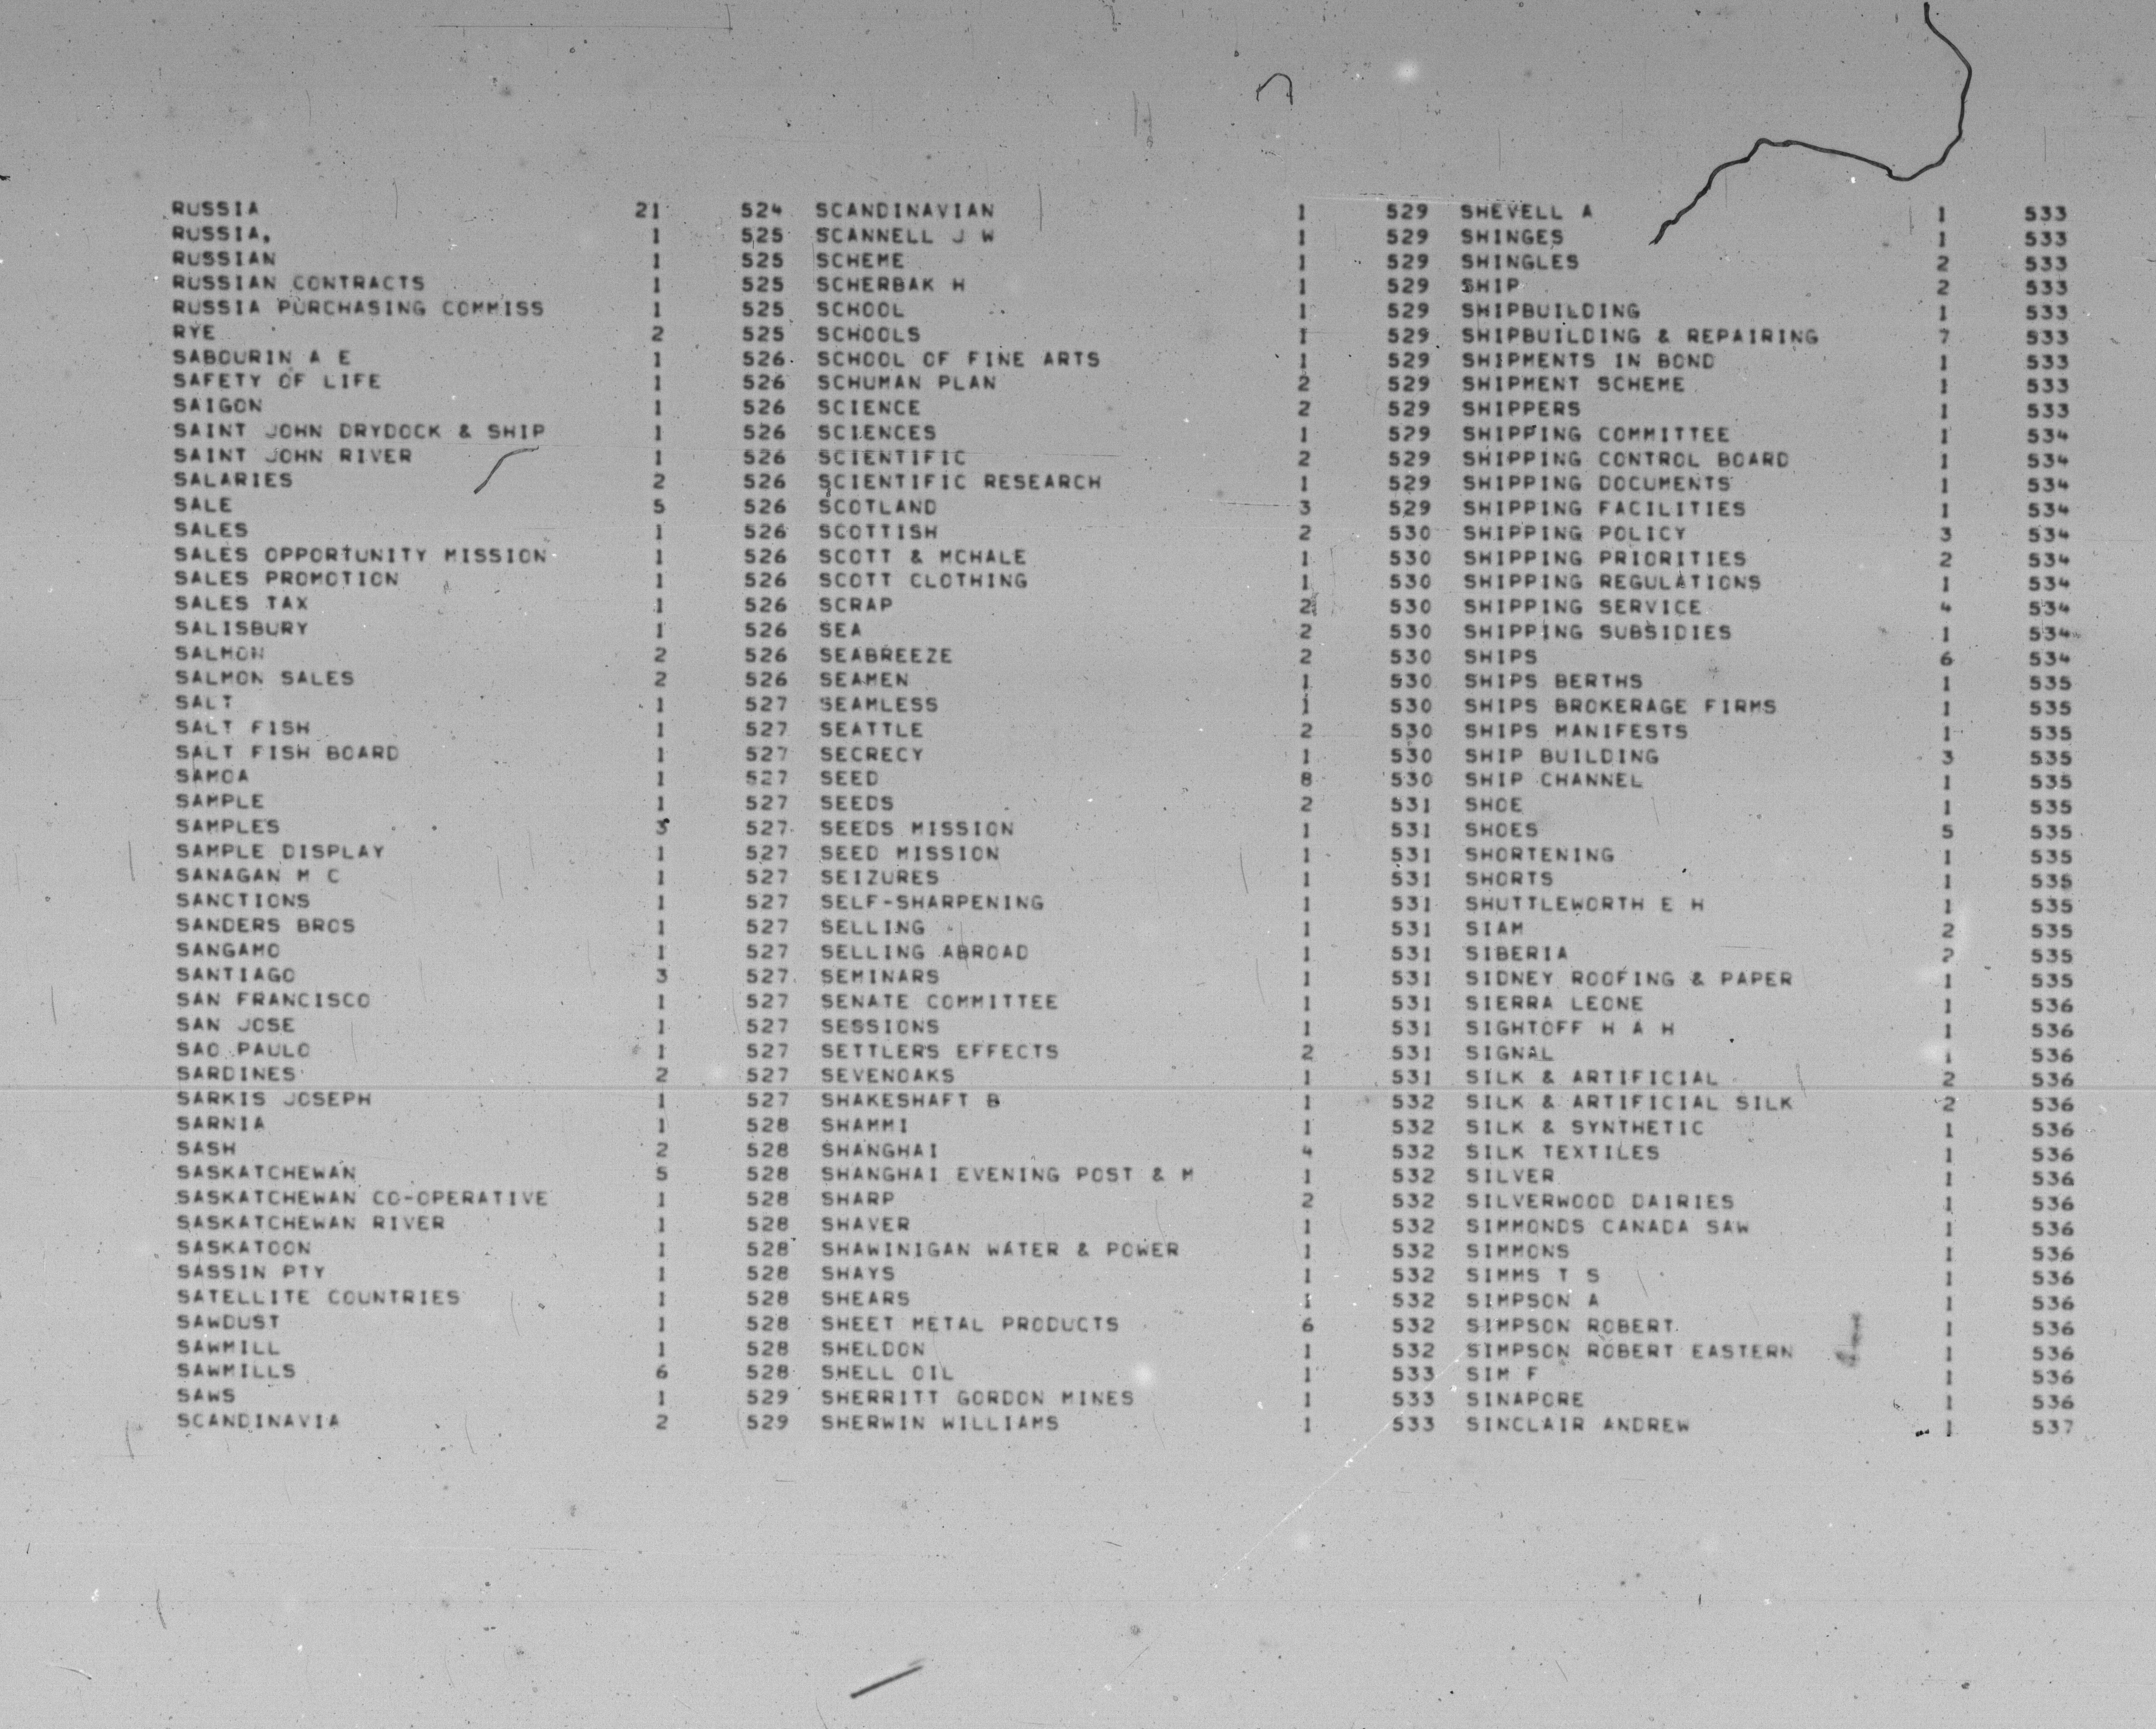 RUSSIA 21 524
RUSSIA, 1 525
RUSSIAN 1 525
RUSSIAN CONTRACTS 1 525
RUSSIA PURCHASING COMMISS 1 525
RYE 2 525
SABOURIN A E 1 526
SAFETY OF LIFE 1 526
SAIGON 1 526
SAINT JOHN DRYDOCK & SHIP 1 526
SAINT JOHN RIVER 1 526
SALARIES 2 526
SALE 5 526
SALES 1 526
SALES OPPORTUNITY MISSION 1 526
SALES PROMOTION 1 526
SALES TAX 1 526
SALISBURY 1 526
SALMON 2 526
SALMON SALES 2 526
SALT 1 527
SALT FISH 1 527
SALT FISH BOARD 1 527
SAMOA 1 527
SAMPLE 1 527
SAMPLES 3 527
SAMPLE DISPLAY 1 527
SANAGAN M C 1 527
SANCTIONS 1 527
SANDERS BROS 1 527
SANGAMO 1 527
SANTIAGO 3 527
SAN FRANCISCO 1 527
SAN JOSE 1 527
SAO PAULO 1 527
SARDINES 2 527
SARKIS JOSEPH 1 527
SARNIA 1 528
SASH 2 528
SASKATCHEWAN 5 528
SASKATCHEWAN CO-OPERATIVE 1 528
SASKATCHEWAN RIVER 1 528
SASKATOON 1 528
SASSIN PTY 1 528
SATELLITE COUNTRIES 1 528
SAWDUST 1 528
SAWMILL 1 528
SAWMILLS 6 528
SAWS 1 529
SCANDINAVIA 2 529
SCANDINAVIAN 1 529
SCANNELL J W 1 529
SCHEME 1 529
SCHERBAK H 1 529
SCHOOL 1 529
SCHOOLS 1 529
SCHOOL OF FINE ARTS 1 529
SCHUMAN PLAN 2 529
SCIENCE 2 529
SCIENCES 1 529
SCIENTIFIC 2 529
SCIENTIFIC RESEARCH 1 529
SCOTLAND 3 529
SCOTTISH 2 530
SCOTT & MCHALE 1 530
SCOTT CLOTHING 1 530
SCRAP 2 530
SEA 2 530
SEABREEZE 2 530
SEAMEN 1 530
SEAMLESS 1 530
SEATTLE 2 530
SECRECY 1 530
SEED 8 530
SEEDS 2 531
SEEDS MISSION 1 531
SEED MISSION 1 531
SEIZURES 1 531
SELF-SHARPENING 1 531
SELLING 1 531
SELLING ABROAD 1 531
SEMINARS 1 531
SENATE COMMITTEE 1 531
SESSIONS 1 531
SETTLERS EFFECTS 2 531
SEVENOAKS 1 531
SHAKESHAFT B 1 532
SHAMMI 1 532
SHANGHAI 4 532
SHANGHAI EVENING POST & M 1 532
SHARP 2 532
SHAVER 1 532
SHAWINIGAN WATER & POWER 1 532
SHAYS 1 532
SHEARS 1 532
SHEET METAL PRODUCTS 6 532
SHELDON 1 532
SHELL OIL 1 533
SHERRITT GORDON MINES 1 533
SHERWIN WILLIAMS 1 533
SHEVELL A 1 533
SHINGES 1 533
SHINGLES 2 533
SHIP 2 533
SHIPBUILDING 1 533
SHIPBUILDING & REPAIRING 7 533
SHIPMENTS IN BOND 1 533
SHIPMENT SCHEME 1 533
SHIPPERS 1 533
SHIPPING COMMITTEE 1 534
SHIPPING CONTROL BOARD 1 534
SHIPPING DOCUMENTS 1 534
SHIPPING FACILITIES 1 534
SHIPPING POLICY 3 534
SHIPPING PRIORITIES 2 534
SHIPPING REGULATIONS 1 534
SHIPPING SERVICE 4 534
SHIPPING SUBSIDIES 1 534
SHIPS 6 534
SHIPS BERTHS 1 535
SHIPS BROKERAGE FIRMS 1 535
SHIPS MANIFESTS 1 535
SHIP BUILDING 3 535
SHIP CHANNEL 1 535
SHOE 1 535
SHOES 5 535
SHORTENING 1 535
SHORTS 1 535
SHUTTLEWORTH E H 1 535
SIAM 2 535
SIBERIA 2 535
SIDNEY ROOFING & PAPER 1 535
SIERRA LEONE 1 536
SIGHTOFF H A H 1 536
SIGNAL 1 536
SILK & ARTIFICIAL 2 536
SILK & ARTIFICIAL SILK 2 536
SILK & SYNTHETIC 1 536
SILK TEXTILES 1 536
SILVER 1 536
SILVERWOOD DAIRIES 1 536
SIMMONDS CANADA SAW 1 536
SIMMONS 1 536
SIMMS T S 1 536
SIMPSON A 1 536
SIMPSON ROBERT 1 536
SIMPSON ROBERT EASTERN 1 536
SIM F 1 536
SINAPORE 1 536
SINCLAIR ANDREW 1 537